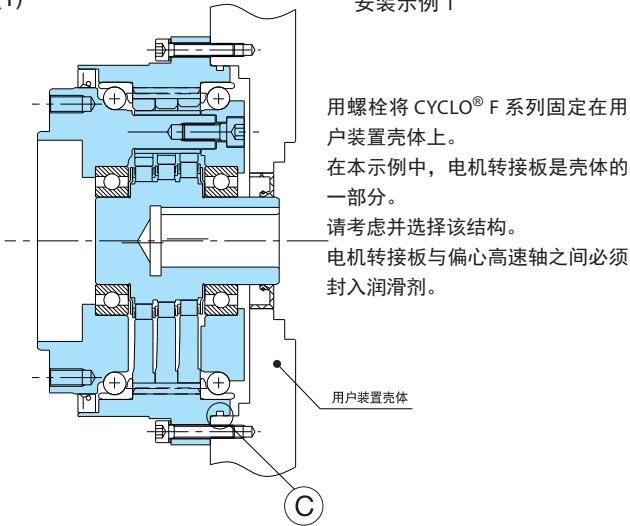 安装示例 1
用螺栓将 CYCLO® F 系列固定在用
户装置壳体上。
在本示例中，电机转接板是壳体的
一部分。
请考虑并选择该结构。
电机转接板与偏心高速轴之间必须
封入润滑剂。
用户装置壳体
C